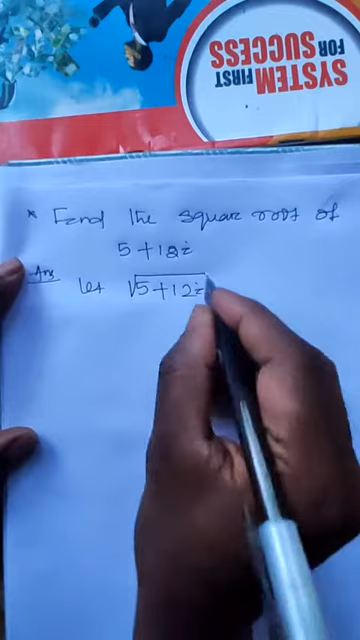 SYSTEM FIRST
FOR SUCCESS
* Find the square root of
5+12i
Ans let √5+12i